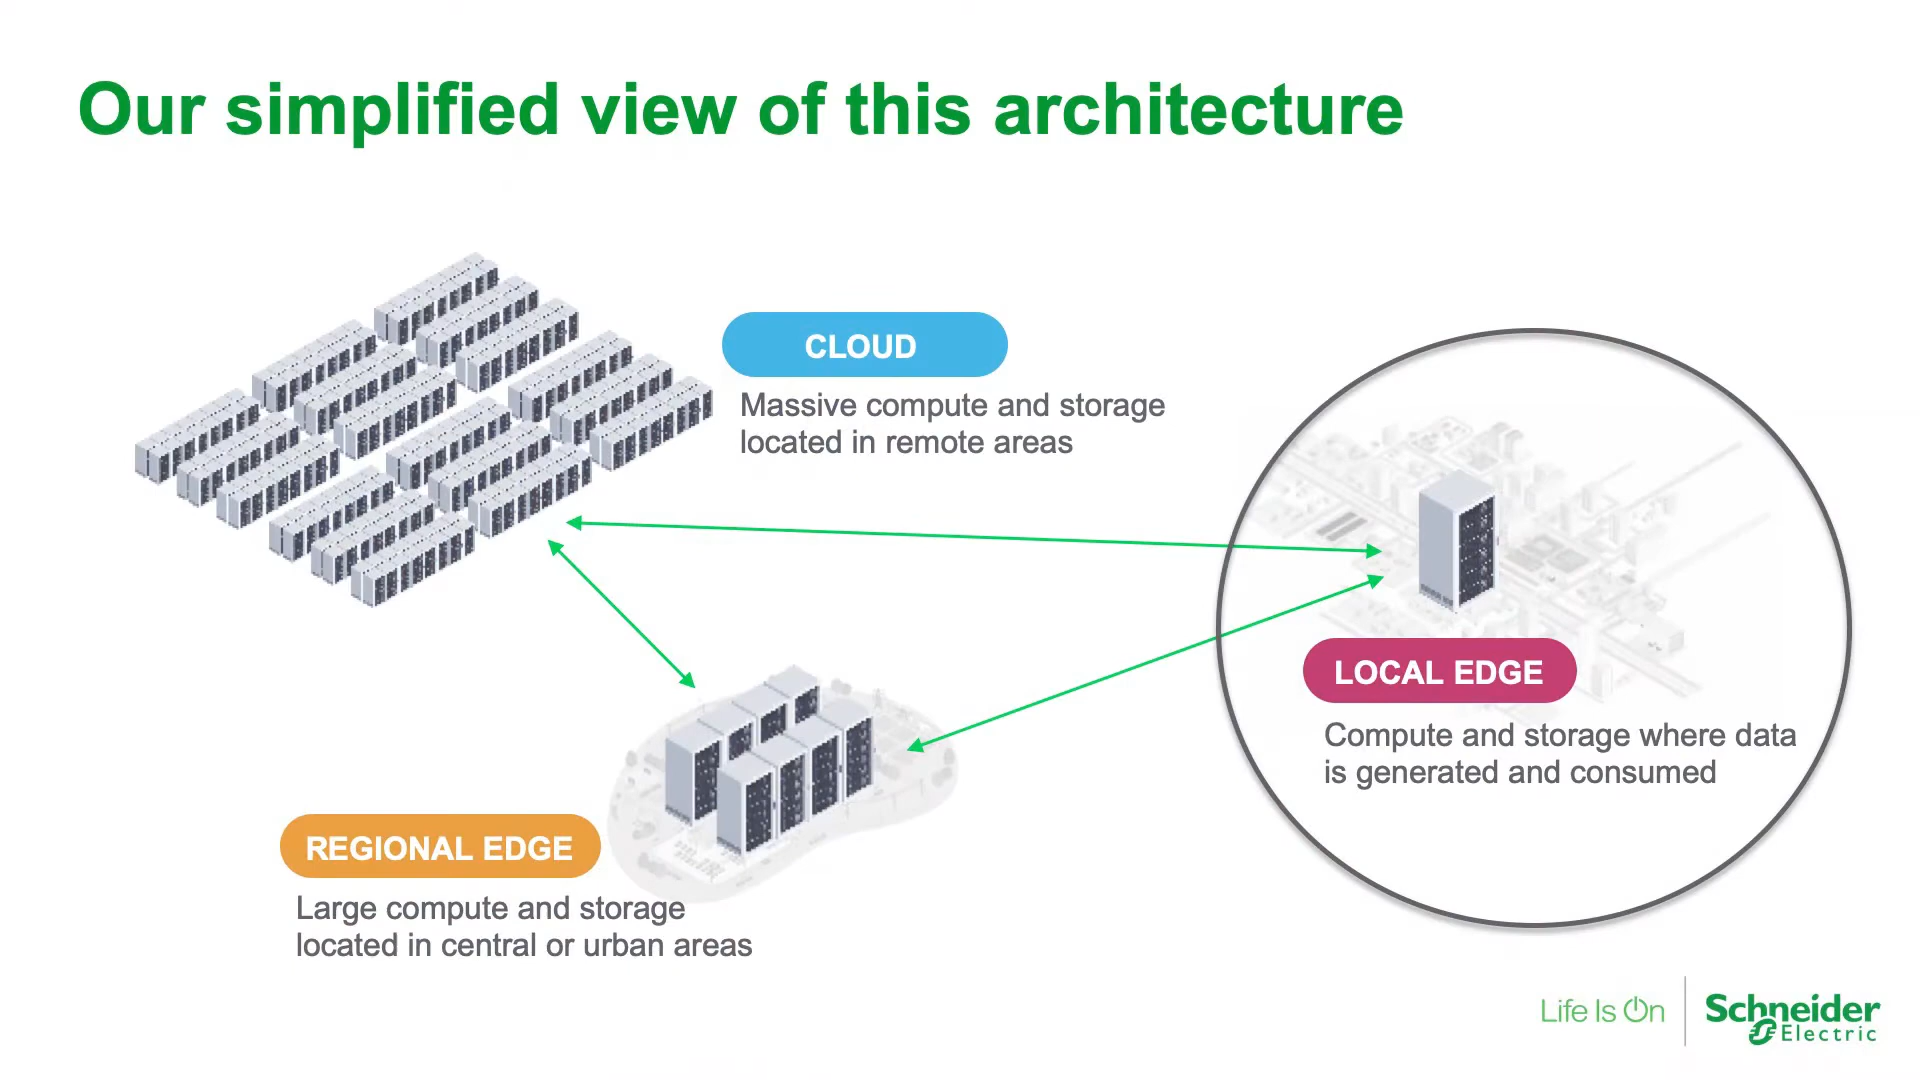 Our simplified view of this architecture
CLOUD
Massive compute and storage
located in remote areas
LOCAL EDGE
Compute and storage where data
is generated and consumed
REGIONAL EDGE
Large compute and storage
located in central or urban areas
Life Is On
Schneider
Electric